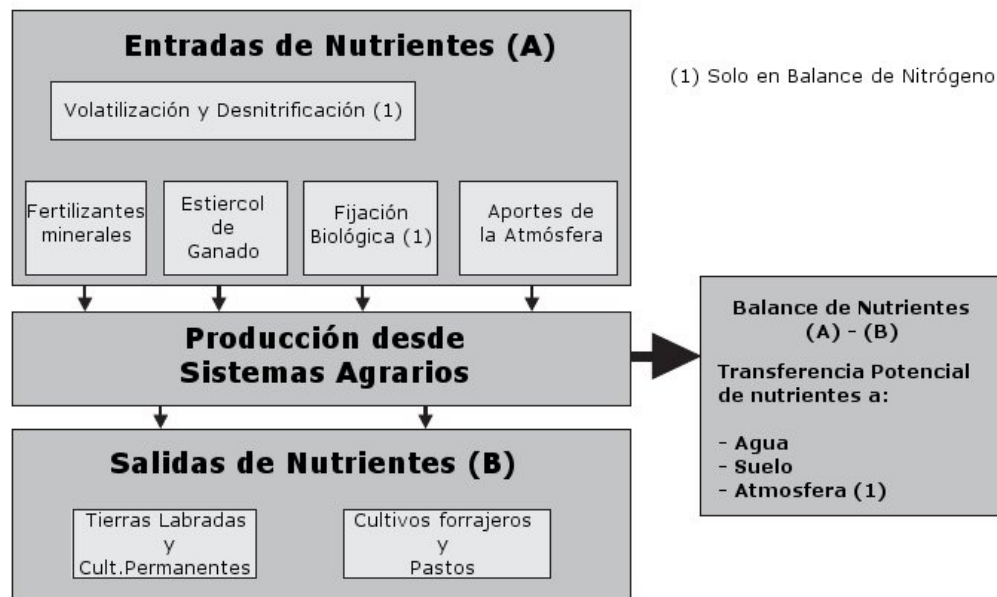 Entradas de Nutrientes (A)
(1) Solo en Balance de Nitrógeno
Volatilización y Desnitrificación (1)
Fertilizantes
minerales
Estiercol
de
Ganado
Fijación
Biológica (1)
Aportes de
la Atmósfera
Producción desde
Sistemas Agrarios
Balance de Nutrientes
(A) - (B)
Transferencia Potencial
de nutrientes a:
- Agua
- Suelo
- Atmosfera (1)
Salidas de Nutrientes (B)
Tierras Labradas
y
Cult.Permanentes
Cultivos forrajeros
y
Pastos